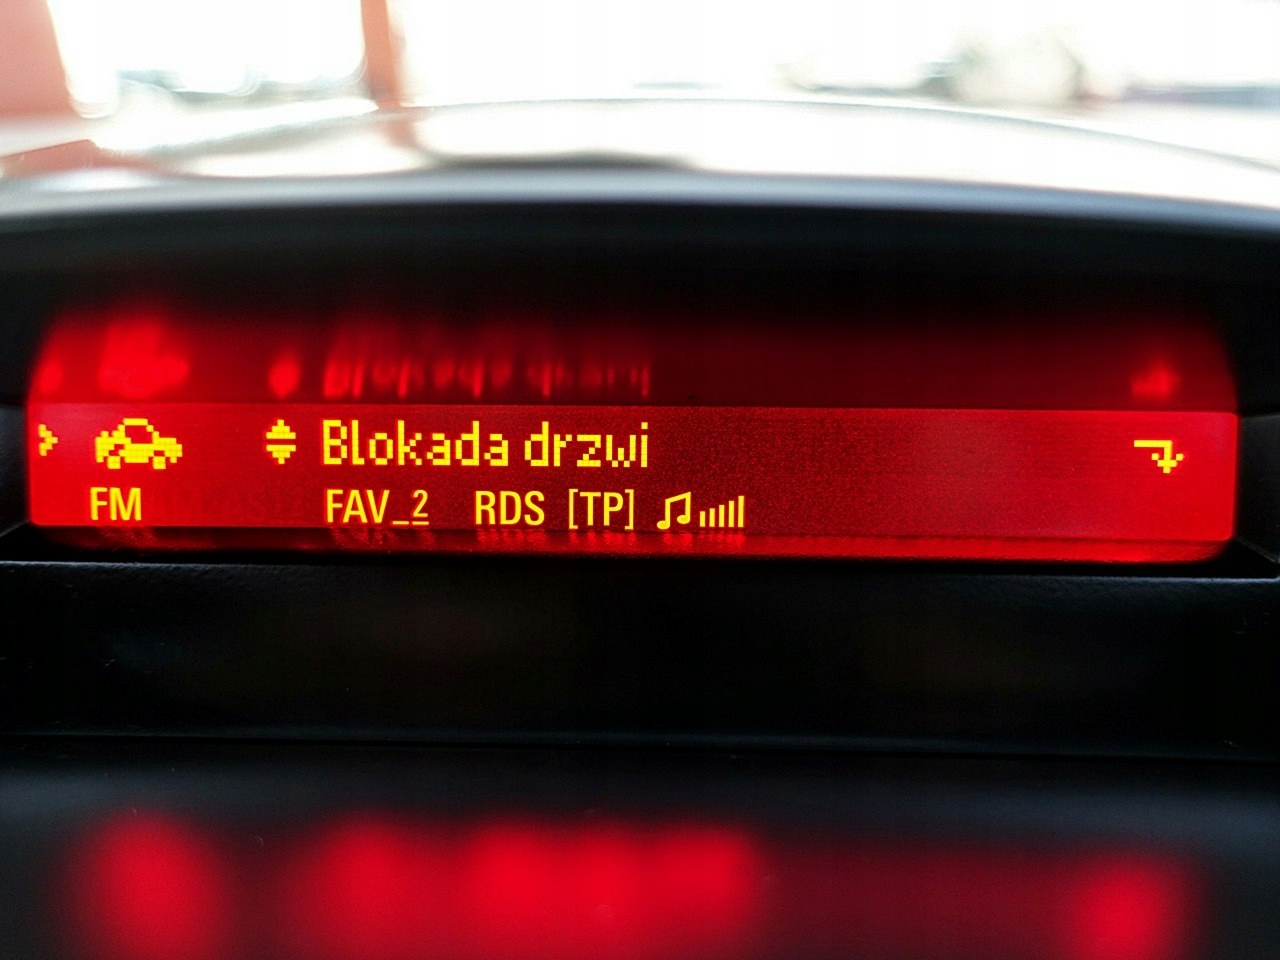 Blokada drzwi
FM FAV_2 RDS [TP]